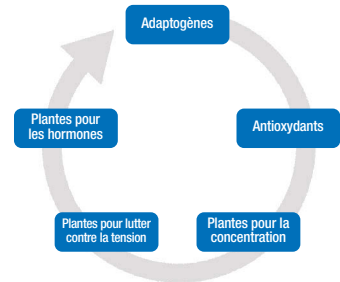 Adaptogènes
Antioxydants
Plantes pour la
concentration
Plantes pour lutter
contre la tension
Plantes pour
les hormones